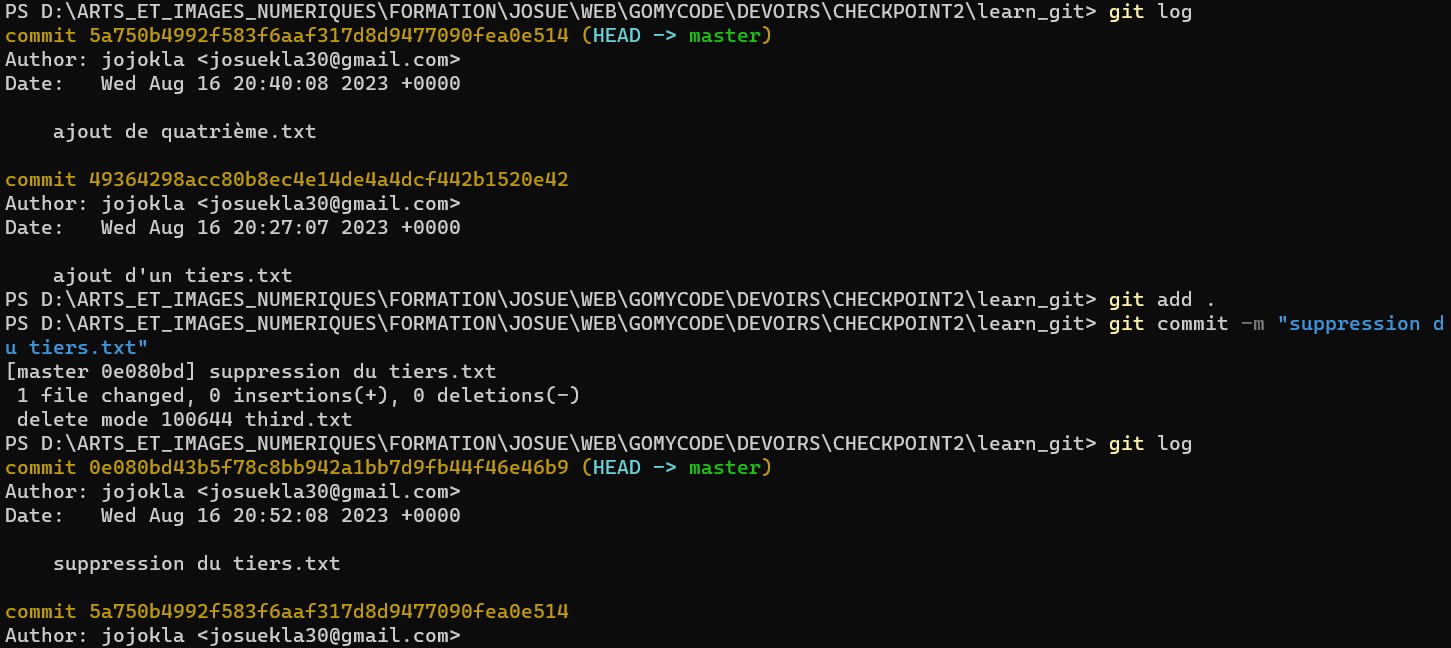 PS D:\ARTS_ET_IMAGES_NUMERIQUES\FORMATION\JOSUE\WEB\GOMYCODE\DEVOIRS\CHECKPOINT2\learn_git> git log
commit 5a750b4992f583f6aaf317d8d9477090fea0e514 (HEAD -> master)
Author: jojokla <josuekla30@gmail.com>
Date:   Wed Aug 16 20:40:08 2023 +0000
    ajout de quatrième.txt
commit 49364298acc80b8ec4e14de4a4dcf442b1520e42
Author: jojokla <josuekla30@gmail.com>
Date:   Wed Aug 16 20:27:07 2023 +0000
    ajout d'un tiers.txt
PS D:\ARTS_ET_IMAGES_NUMERIQUES\FORMATION\JOSUE\WEB\GOMYCODE\DEVOIRS\CHECKPOINT2\learn_git> git add .
PS D:\ARTS_ET_IMAGES_NUMERIQUES\FORMATION\JOSUE\WEB\GOMYCODE\DEVOIRS\CHECKPOINT2\learn_git> git commit -m "suppression d
u tiers.txt"
[master 0e080bd] suppression du tiers.txt
 1 file changed, 0 insertions(+), 0 deletions(-)
 delete mode 100644 third.txt
PS D:\ARTS_ET_IMAGES_NUMERIQUES\FORMATION\JOSUE\WEB\GOMYCODE\DEVOIRS\CHECKPOINT2\learn_git> git log
commit 0e080bd43b5f78c8bb942a1bb7d9fb44f46e46b9 (HEAD -> master)
Author: jojokla <josuekla30@gmail.com>
Date:   Wed Aug 16 20:52:08 2023 +0000
    suppression du tiers.txt
commit 5a750b4992f583f6aaf317d8d9477090fea0e514
Author: jojokla <josuekla30@gmail.com>